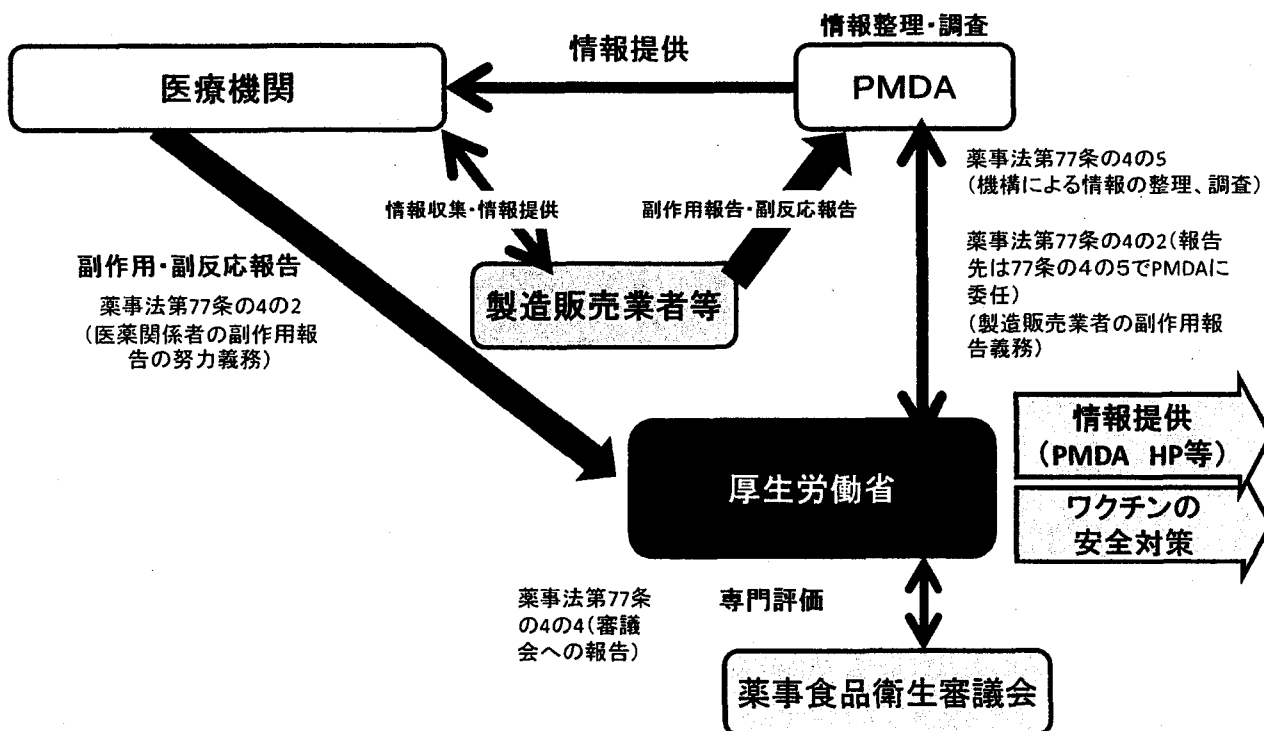 情報整理・調査
情報提供
医療機関
PMDA
薬事法第77条の4の5
(機構による情報の整理、調査)
情報収集・情報提供
副作用報告・副反応報告
薬事法第77条の4の2(報告
先は77条の4の5でPMDAに
委任)
(製造販売業者の副作用報
告義務)
副作用・副反応報告
薬事法第77条の4の2
(医薬関係者の副作用報
告の努力義務)
製造販売業者等
情報提供
(PMDA HP等)
厚生労働省
ワクチンの
安全対策
薬事法第77条
の4の4(審議
会への報告)
専門評価
薬事食品衛生審議会